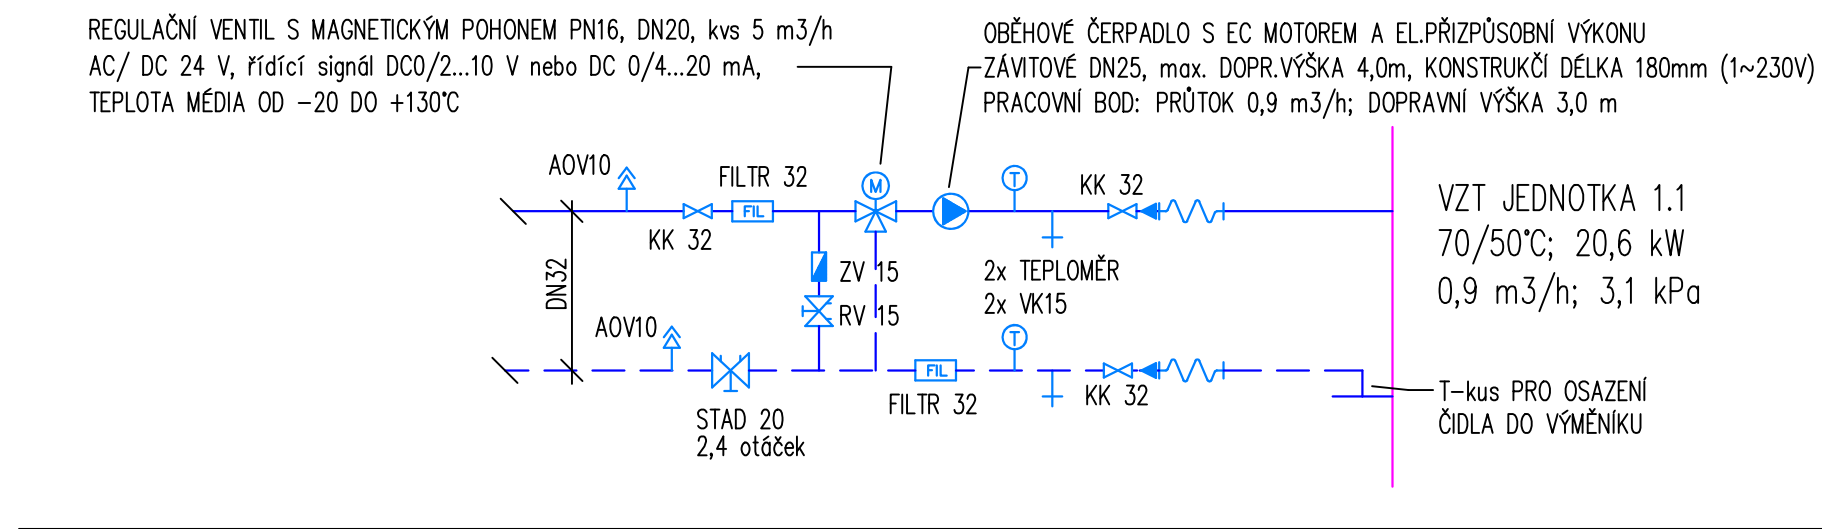 REGULAČNÍ VENTIL S MAGNETICKÝM POHONEM PN16, DN20, kvs 5 m3/h
AC/ DC 24 V, řídící signál DC0/2...10 V nebo DC 0/4...20 mA,
TEPLOTA MÉDIA OD -20 DO +130°C
OBĚHOVÉ ČERPADLO S EC MOTOREM A EL.PŘIZPŮSOBNÍ VÝKONU
ZÁVITOVÉ DN25, max. DOPR.VÝŠKA 4,0m, KONSTRUKČÍ DÉLKA 180mm (1~230V)
PRACOVNÍ BOD: PRŮTOK 0,9 m3/h; DOPRAVNÍ VÝŠKA 3,0 m
AOV10
FILTR 32
M
T
KK 32
FIL
KK 32
VZT JEDNOTKA 1.1
70/50°C; 20,6 kW
0,9 m3/h; 3,1 kPa
DN32
ZV 15
RV 15
2x TEPLOMĚR
2x VK15
AOV10
T
FIL
KK 32
FILTR 32
STAD 20
2,4 otáček
T-kus PRO OSAZENÍ
ČIDLA DO VÝMĚNÍKU